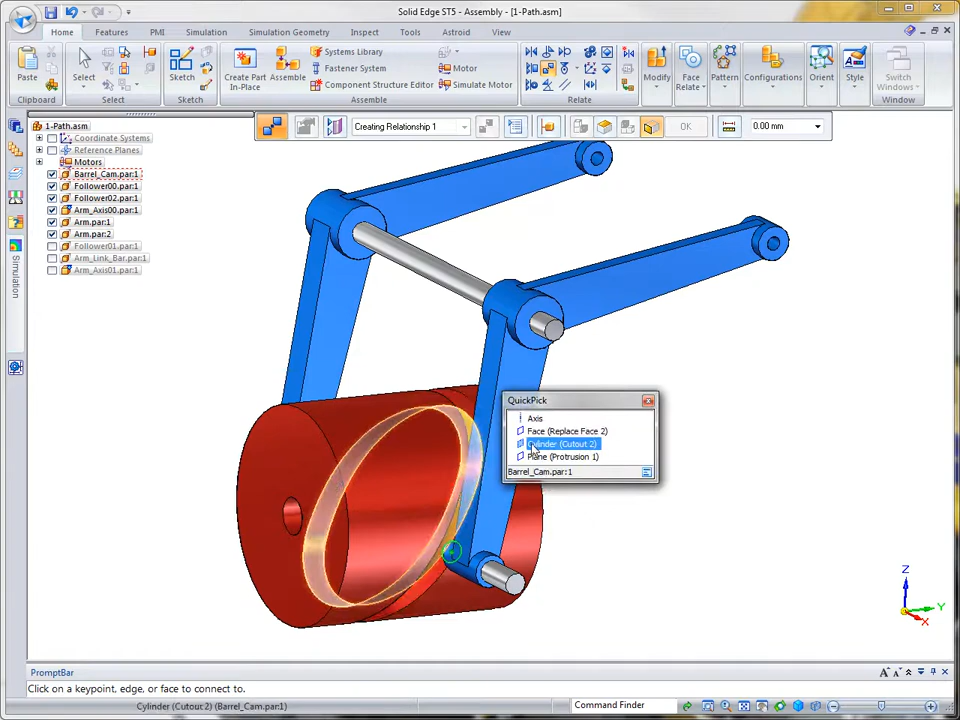 Solid Edge ST5 - Assembly - [1-Path.asm]
Home Features PMI Simulation Simulation Geometry Inspect Tools Astroid View
Systems Library
Fastener System Motor
Component Structure Editor Simulate Motor
Paste Select Sketch Create Part In-Place Assemble Modify Face Relate Pattern Configurations Orient Style Switch Windows
Clipboard Select Sketch Assemble Relate Window
Creating Relationship 1 OK 0.00 mm
1-Path.asm
Coordinate Systems
Reference Planes
Motors
Barrel_Cam.par:1
Follower00.par:1
Follower02.par:1
Arm_Axis00.par:1
Arm.par:1
Arm.par:2
Follower01.par:1
Arm_Link_Bar.par:1
Arm_Axis01.par:1
Simulation
QuickPick
Axis
Face (Replace Face 2)
Cylinder (Cutout 2)
Plane (Protrusion 1)
Barrel_Cam.par:1
Z
Y
X
PromptBar
Click on a keypoint, edge, or face to connect to.
Cylinder (Cutout 2) (Barrel_Cam.par:1) Command Finder